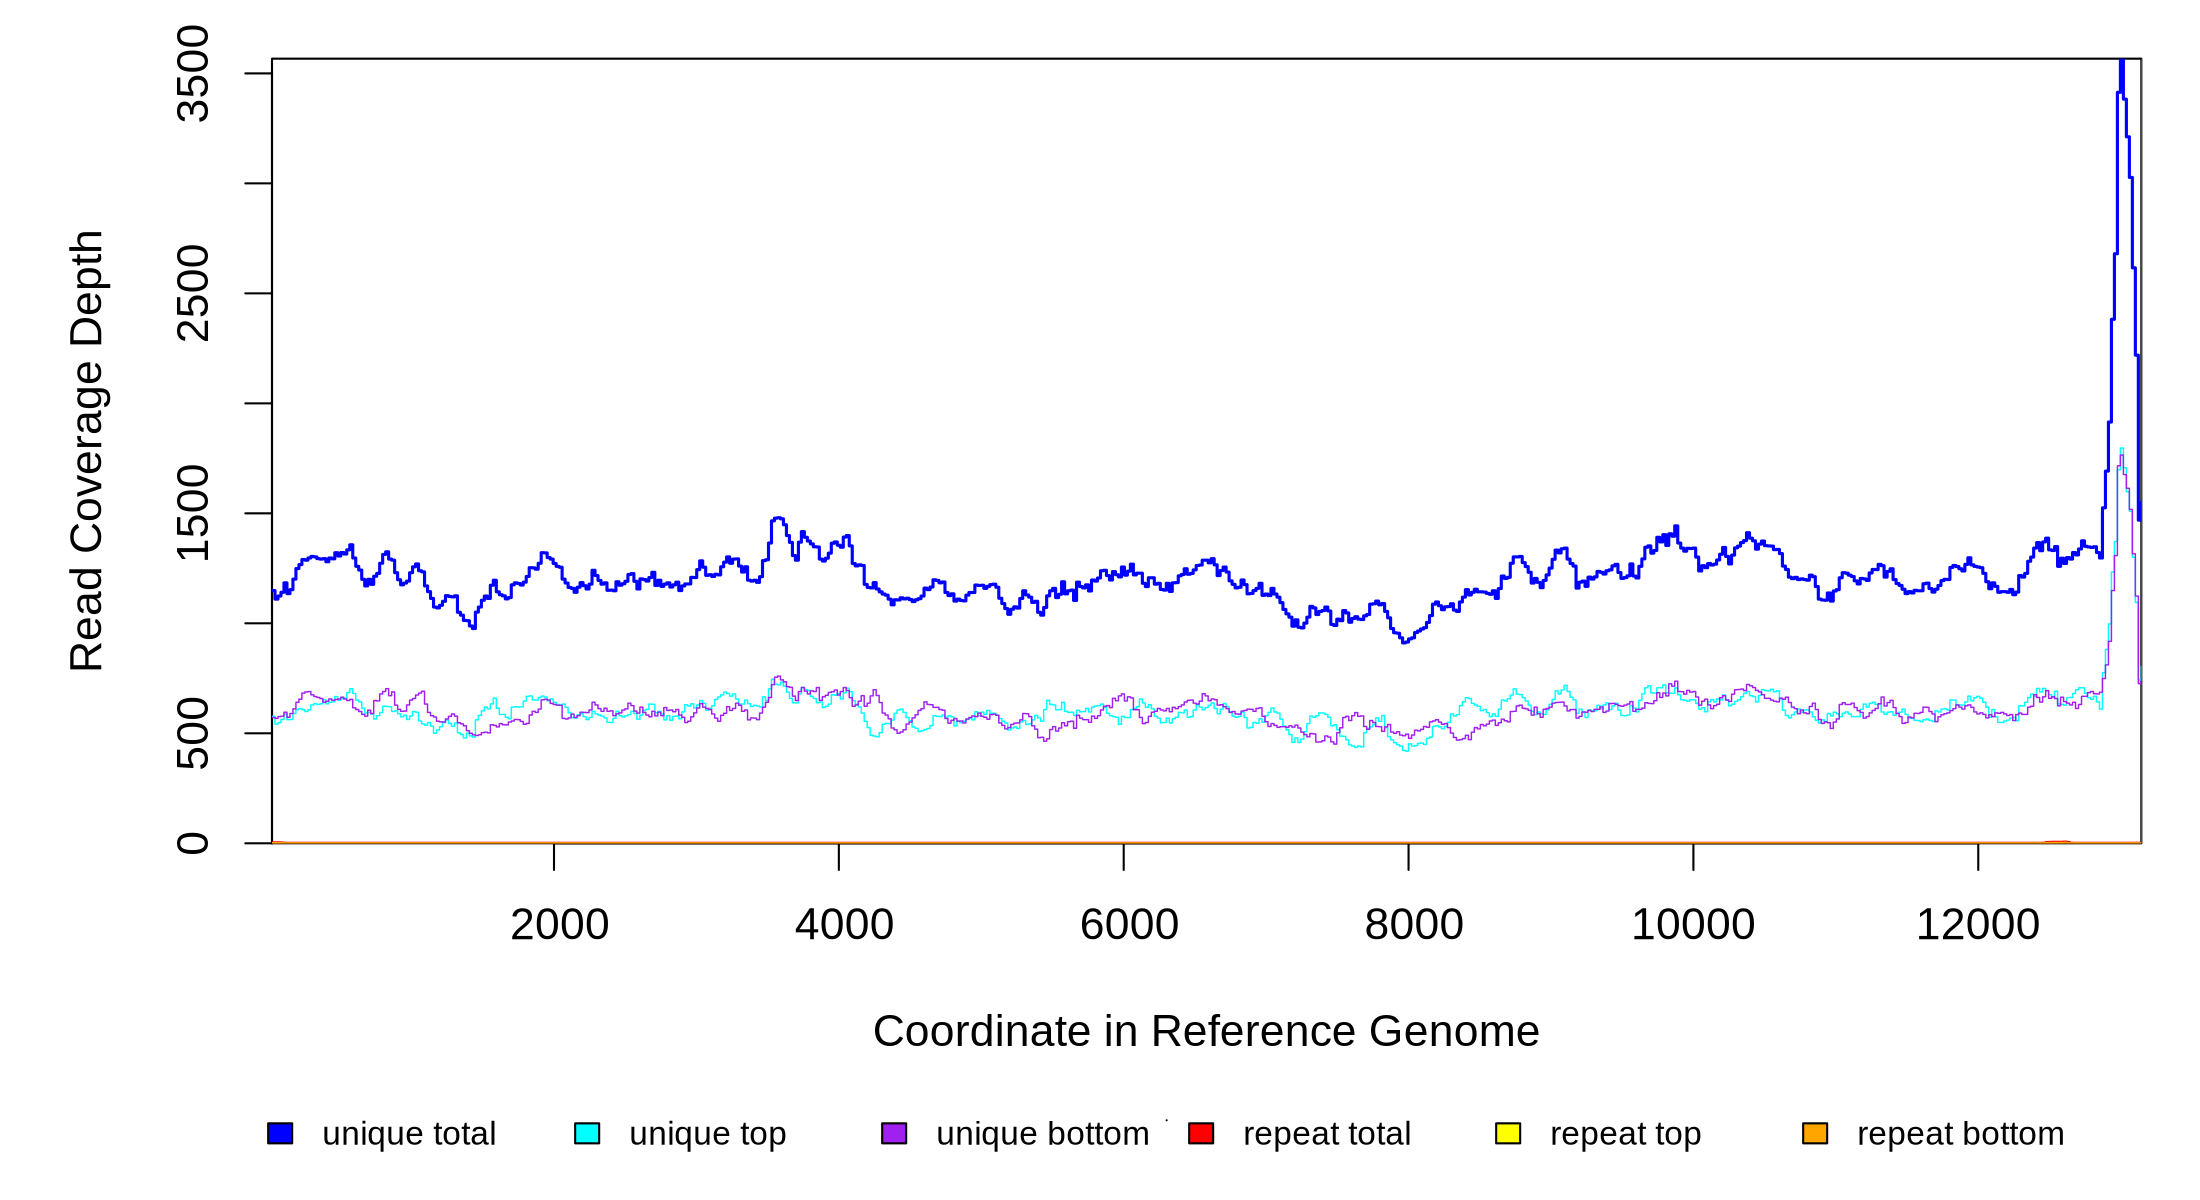 Read Coverage Depth
3500
2500
1500
500
0
2000 4000 6000 8000 10000 12000
Coordinate in Reference Genome
unique total unique top unique bottom repeat total repeat top repeat bottom